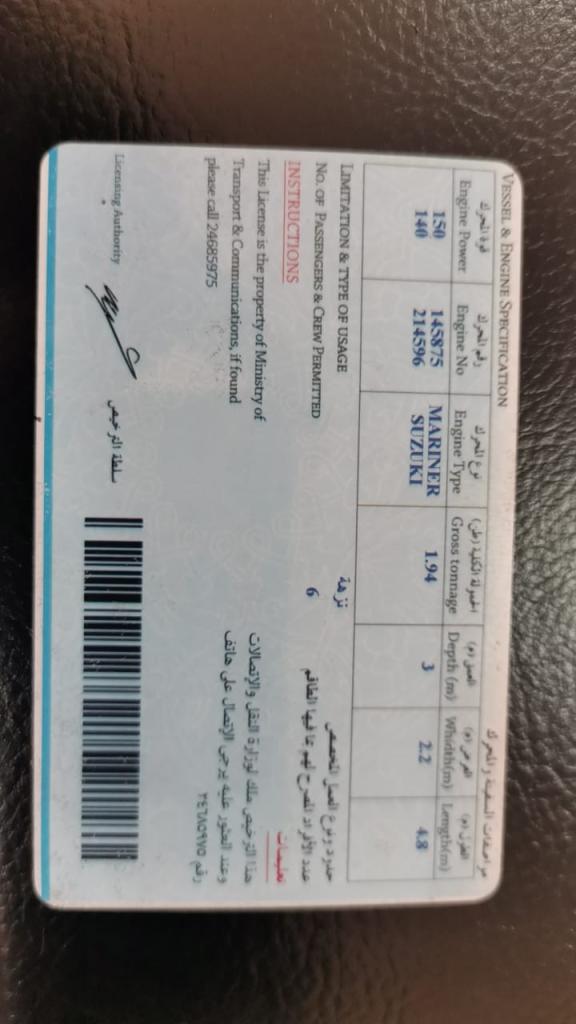 VESSEL & ENGINE SPECIFICATION مواصفات السفينة والمحرك
قوة المحرك رقم المحرك نوع المحرك الحمولة الكلية (طن) العمق (م) العرض (م) الطول (م)
Engine Power Engine No Engine Type Gross tonnage Depth (m) Whidth(m) Length(m)
150 145875 MARINER 1.94 3 2.2 4.8
140 214596 SUZUKI
LIMITATION & TYPE OF USAGE نزهة حدود ونوع العمل المخصص
NO. OF PASSENGERS & CREW PERMITTED 6 عدد الأفراد المصرح لهم بما فيها الطاقم
INSTRUCTIONS تعليمات
This License is the property of Ministry of هذا الترخيص ملك لوزارة النقل والإتصالات
Transport & Communications, if found وعند العثور عليه يرجى الإتصال على هاتف
please call 24685975 رقم ٢٤٦٨٥٩٧٥
Licensing Authority سلطة الترخيص